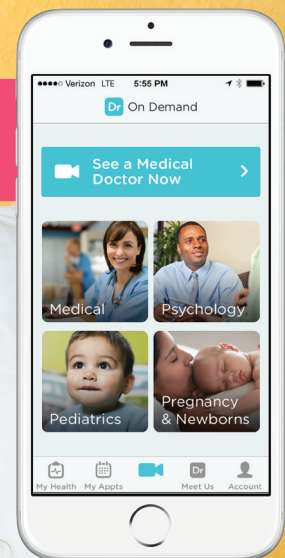 Verizon LTE 5:55 PM
Dr On Demand
See a Medical
Doctor Now
Medical
Psychology
Pediatrics
Pregnancy
& Newborns
My Health My Appts Dr Meet Us Account